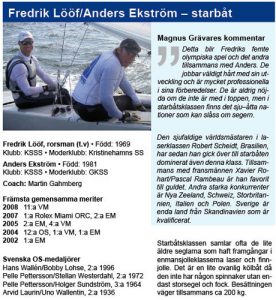 Fredrik Lööf/Anders Ekström – starbåt
Fredrik Lööf, rorsman (t.v) • Född: 1969
Klubb: KSSS • Moderklubb: Kristinehamns SS
Anders Ekström • Född: 1981
Klubb: KSSS • Moderklubb: GKSS
Coach: Martin Gahmberg
Främsta gemensamma meriter
2008 11:a VM
2007 1:a Rolex Miami ORC, 2:a EM
2005 2:a EM, 4:a VM
2004 12:a OS, 1:a VM, 1:a EM
2002 1:a EM
Svenska OS-medaljörer
Hans Wallén/Bobby Lohse, 2:a 1996
Pelle Pettersson/Stellan Westerdahl, 2:a 1972
Pelle Petterson/Holger Sundström, 3:a 1964
Arvid Laurin/Uno Wallentin, 2:a 1936
Magnus Grävares kommentar
Detta blir Fredriks femte
olympiska spel och det andra
tillsammans med Anders. De
jobbar väldigt hårt med sin utveckling
och är mycket professionella
i sina förberedelser. De är aldrig nöjda
om de inte är med i toppen, men i
starbåtsklassen finns det sju–åtta nationer
som kan slåss om segern.
Den sjufaldige världsmästaren i
laserklassen Robert Scheidt, Brasilien,
har sedan han gick över till starbåten
dominerat även denna klass. Tillsammans
med fransmännen Xavier Rohart/Pascal
Rambeau är han favorit
till guldet. Andra starka konkurrenter
är Nya Zeeland, Schweiz, Storbritannien,
Italien och Polen. Sverige är
enda land från Skandinavien som är
kvalificerat.
Starbåtsklassen samlar ofta de lite
äldre seglarna som haft framgångar i
enmansjolleklasserna laser och finnjolle.
Det är en lite ovanlig kölbåt då
den inte har någon spinnaker utan endast
storsegel och fock. Besättningen
väger tillsammans ca 200 kg.